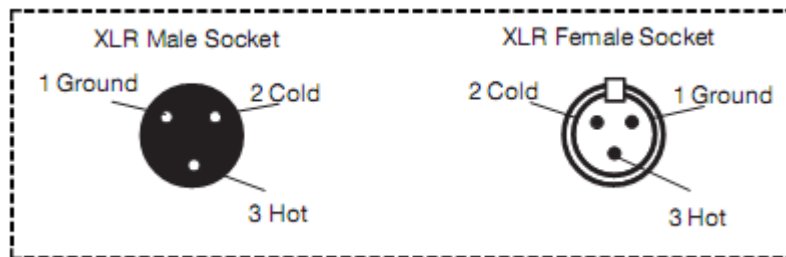 XLR Male Socket
1 Ground
2 Cold
3 Hot
XLR Female Socket
2 Cold
1 Ground
3 Hot